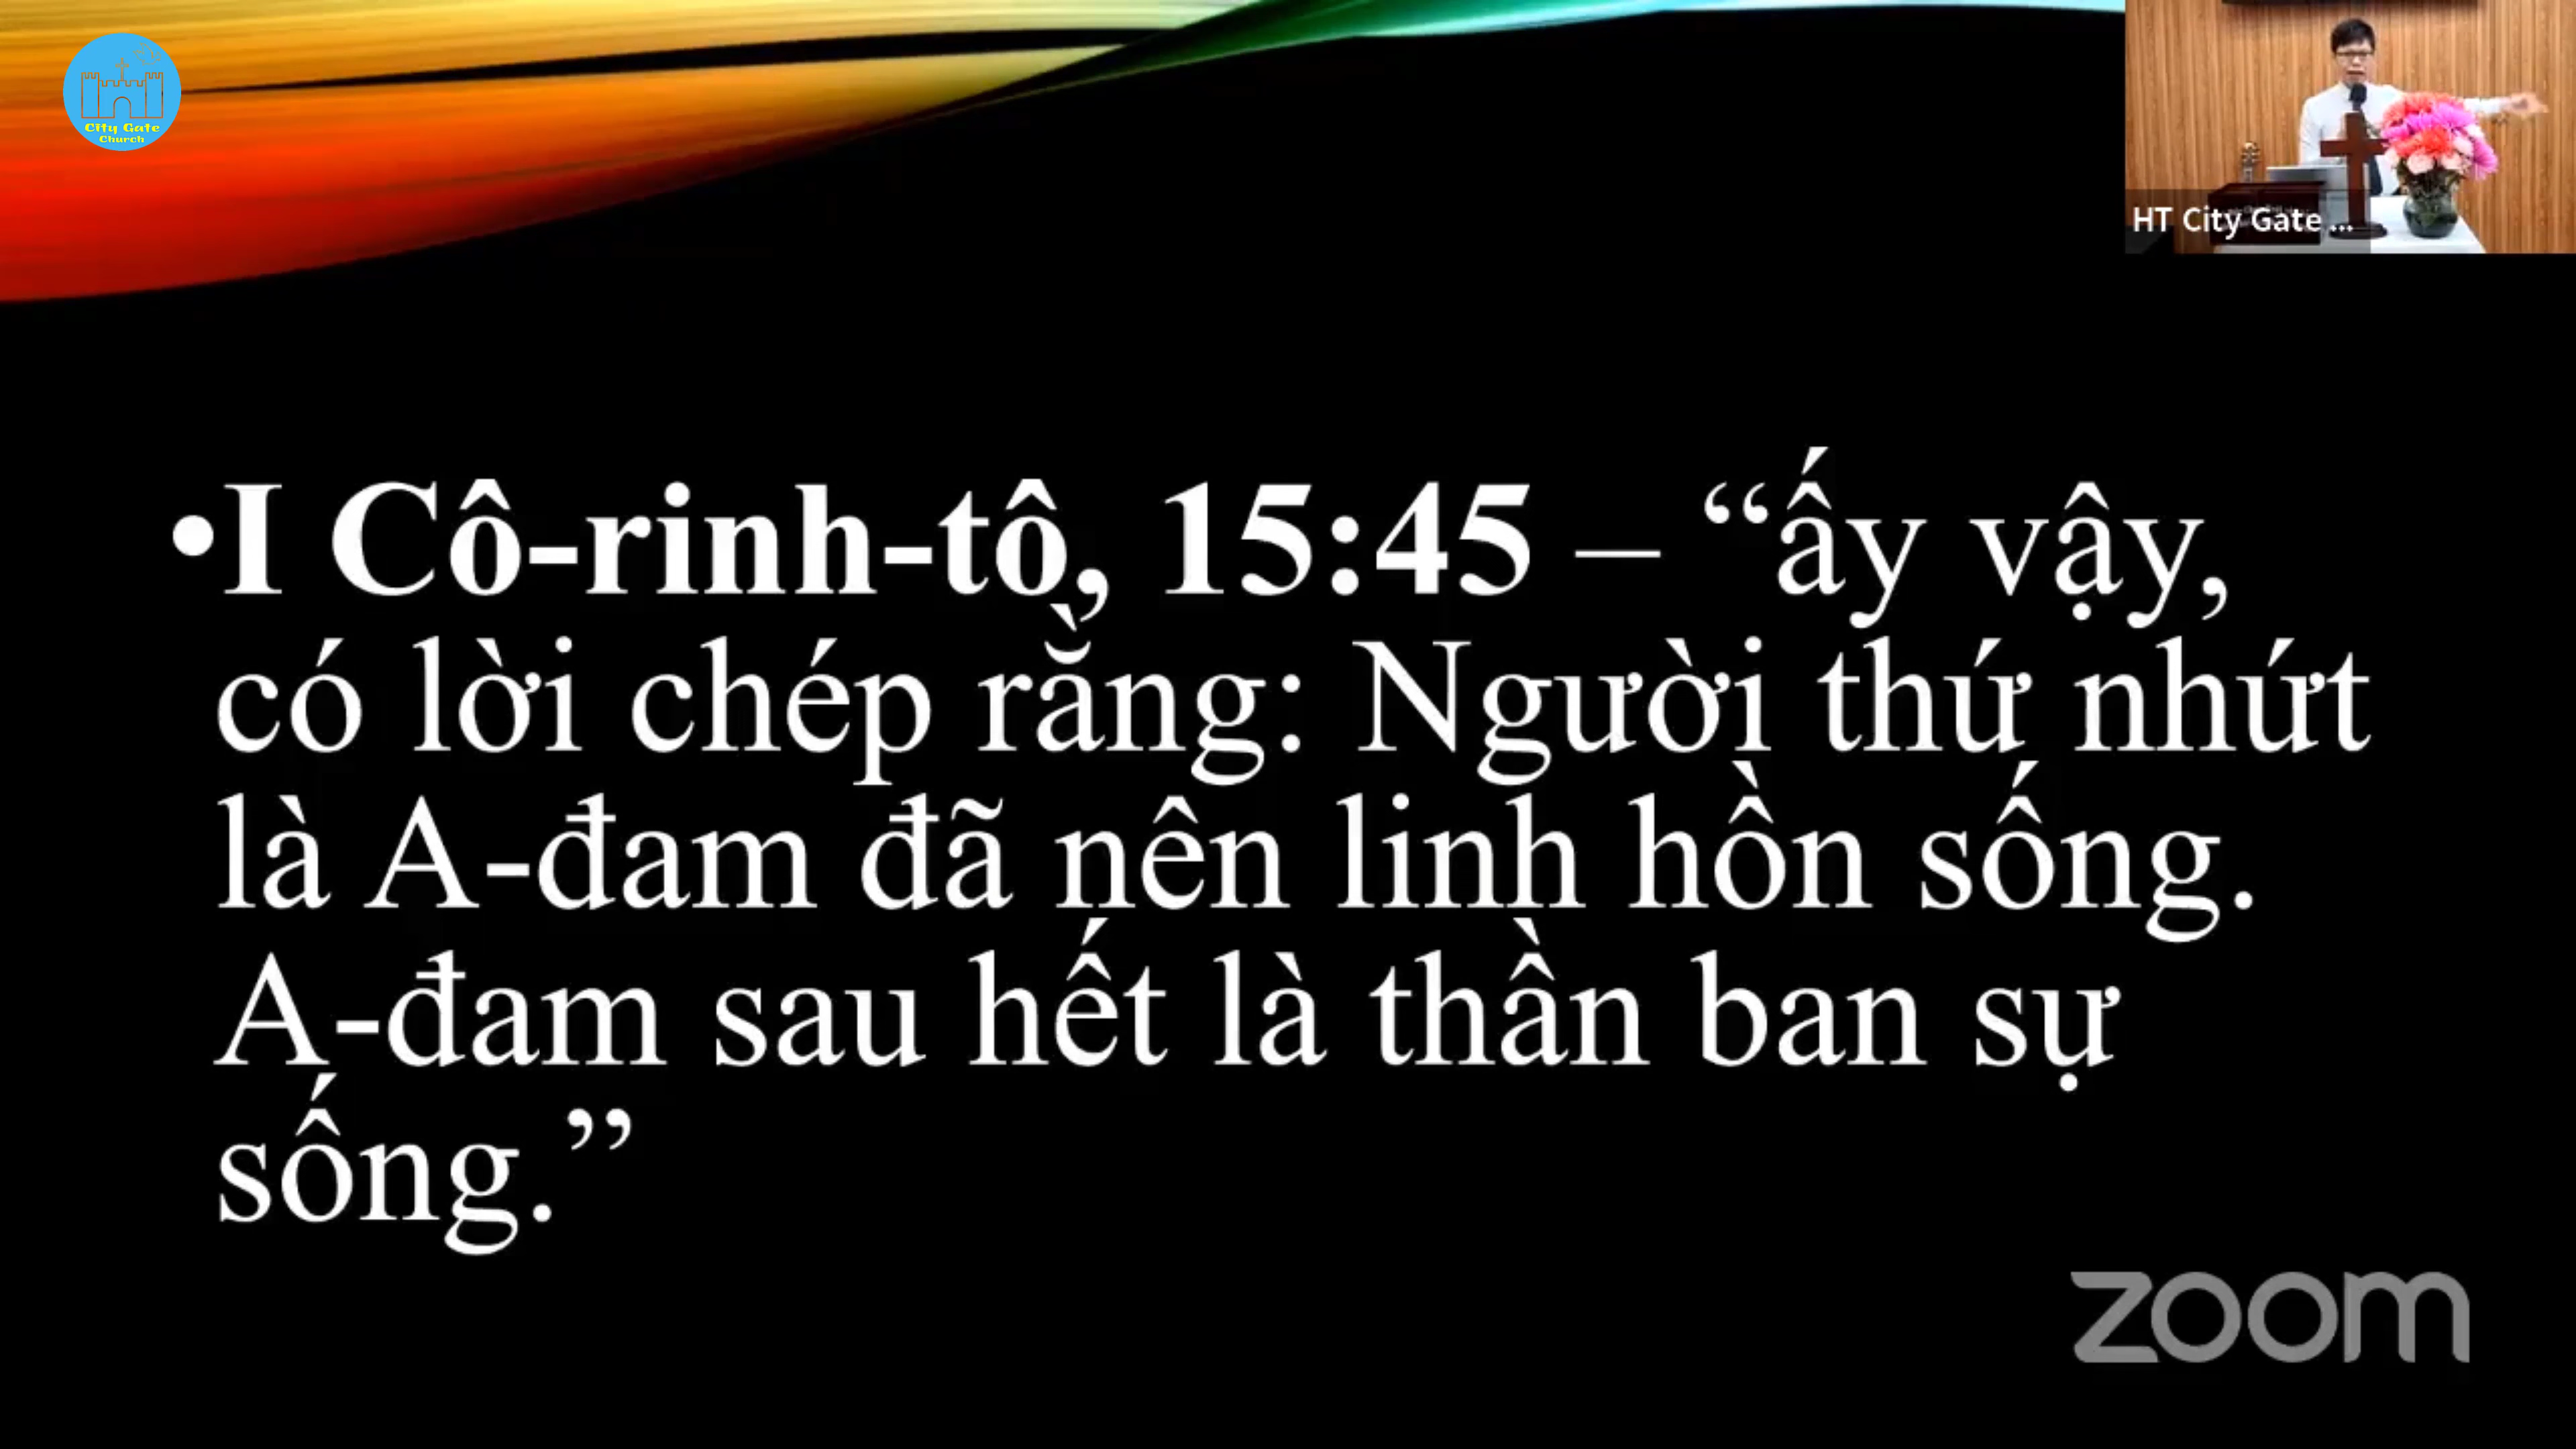 City Gate
Church
HT City Gate ...
•I Cô-rinh-tô, 15:45 – “ấy vậy,
có lời chép rằng: Người thứ nhứt
là A-đam đã nên linh hồn sống.
A-đam sau hết là thần ban sự
sống.”
zoom